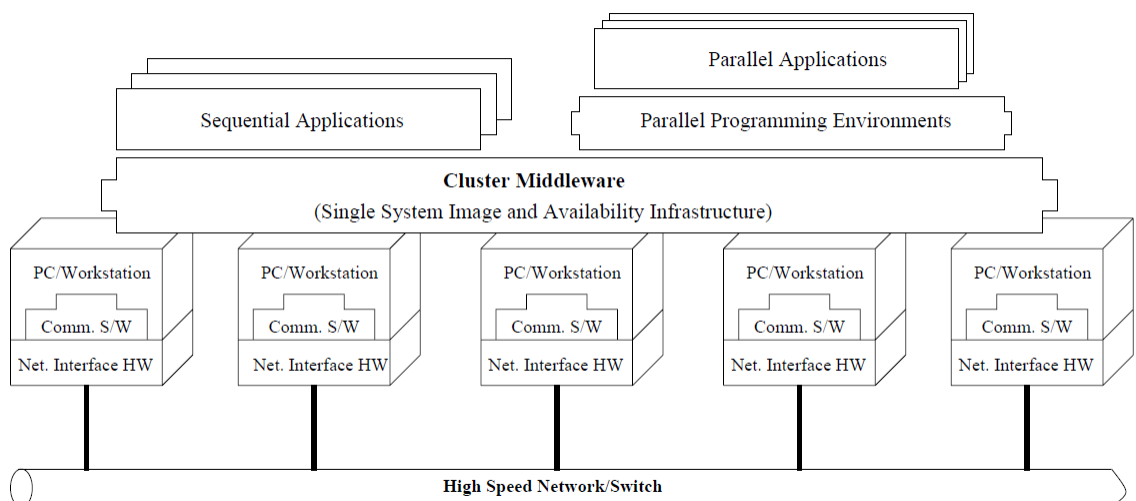 Parallel Applications
Sequential Applications
Parallel Programming Environments
Cluster Middleware
(Single System Image and Availability Infrastructure)
PC/Workstation
PC/Workstation
PC/Workstation
PC/Workstation
PC/Workstation
Comm. S/W
Comm. S/W
Comm. S/W
Comm. S/W
Comm. S/W
Net. Interface HW
Net. Interface HW
Net. Interface HW
Net. Interface HW
Net. Interface HW
High Speed Network/Switch